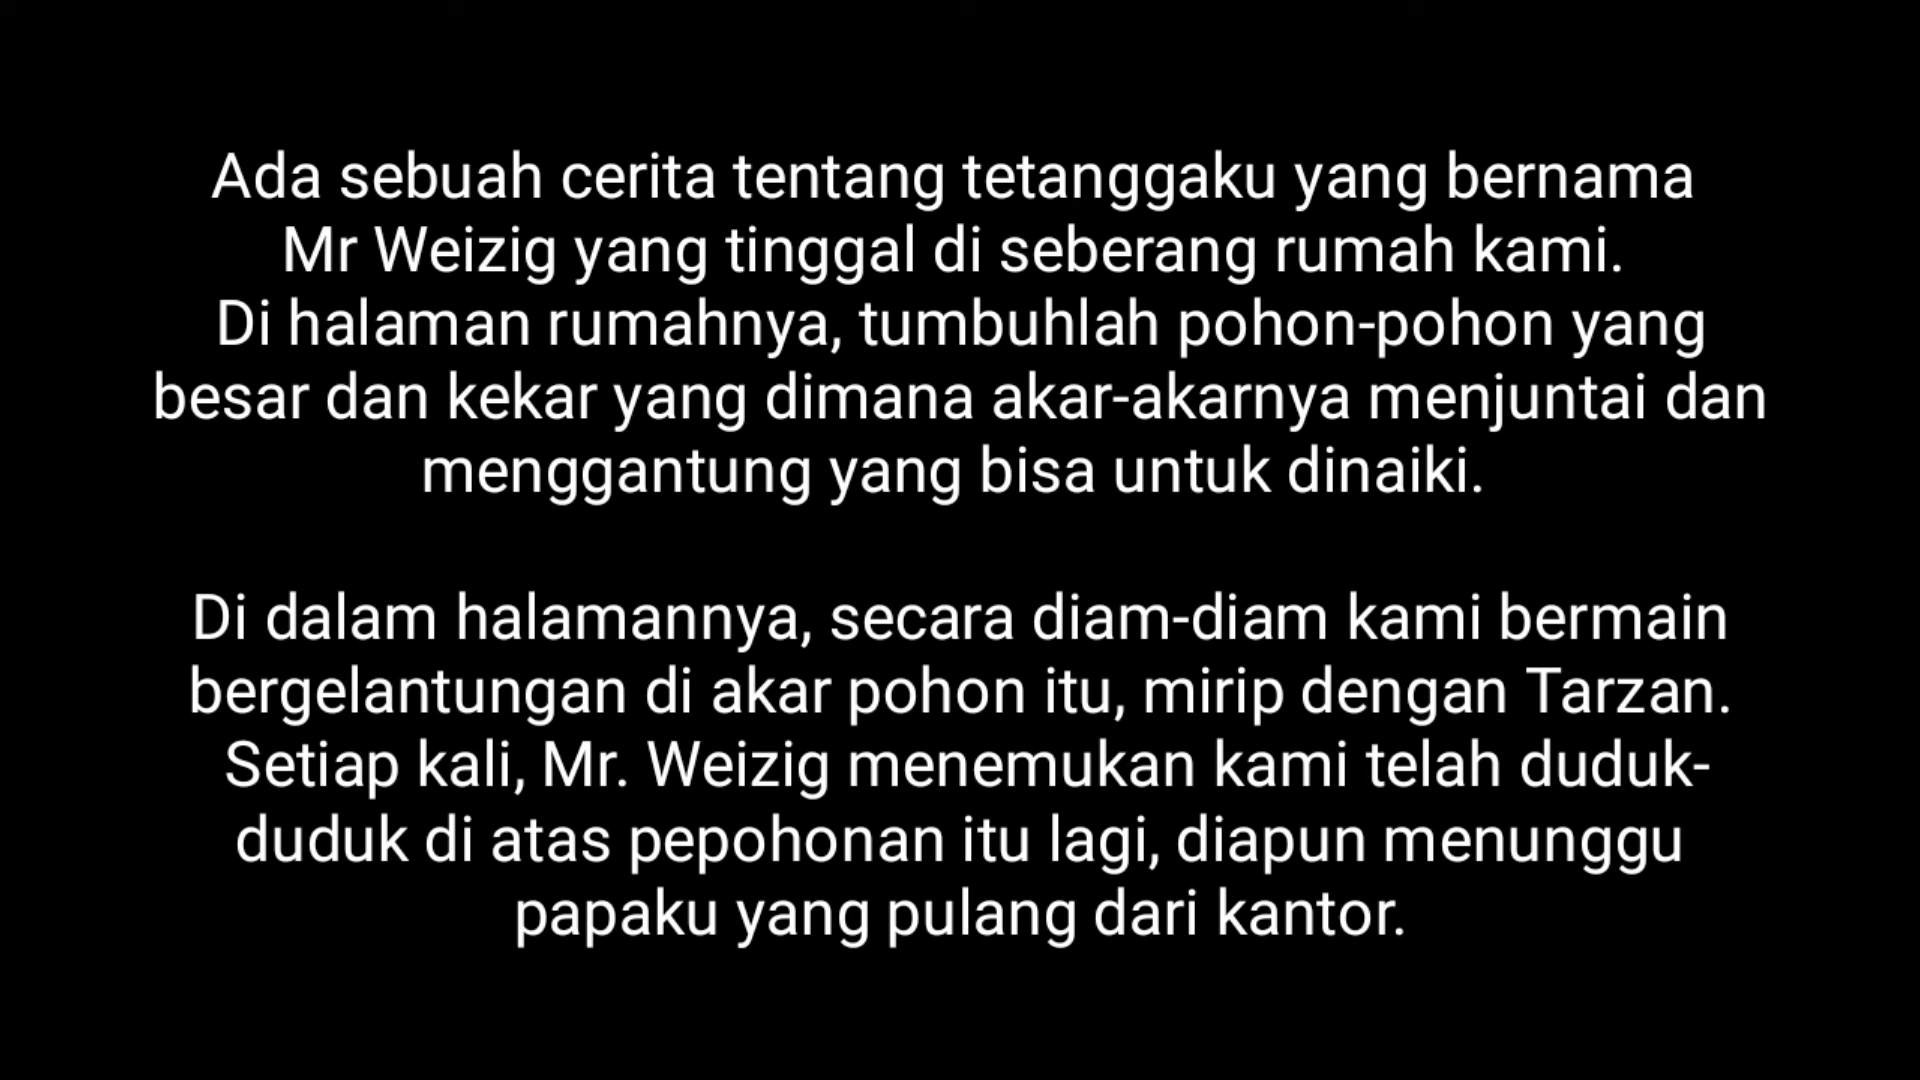 Ada sebuah cerita tentang tetanggaku yang bernama
Mr Weizig yang tinggal di seberang rumah kami.
Di halaman rumahnya, tumbuhlah pohon-pohon yang
besar dan kekar yang dimana akar-akarnya menjuntai dan
menggantung yang bisa untuk dinaiki.
Di dalam halamannya, secara diam-diam kami bermain
bergelantungan di akar pohon itu, mirip dengan Tarzan.
Setiap kali, Mr. Weizig menemukan kami telah duduk-
duduk di atas pepohonan itu lagi, diapun menunggu
papaku yang pulang dari kantor.